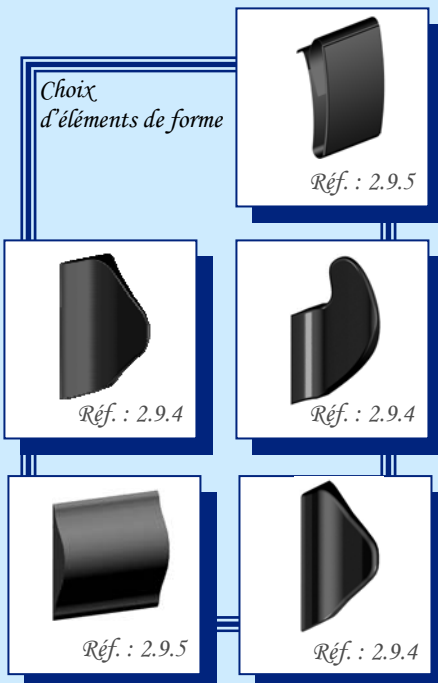 Choix
d'éléments de forme
Réf. : 2.9.5
Réf. : 2.9.4
Réf. : 2.9.4
Réf. : 2.9.5
Réf. : 2.9.4